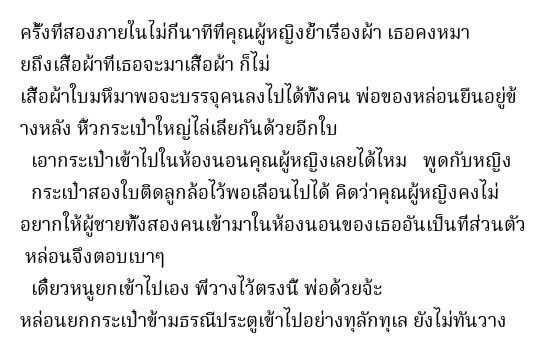 ครั้งที่สองภายในไม่กี่นาทีที่คุณผู้หญิงย้ำเรื่องผ้า เธอคงหมา
ยถึงเสื้อผ้าที่เธอจะมาเสื้อผ้า ก็ไม่
เสื้อผ้าใบมหึมาพอจะบรรจุคนลงไปได้ทั้งคน พ่อของหล่อนยืนอยู่ข้
างหลัง หิ้วกระเป๋าใหญ่ไล่เลียกันด้วยอีกใบ
เอากระเป๋าเข้าไปในห้องนอนคุณผู้หญิงเลยได้ไหม พูดกับหญิง
กระเป๋าสองใบติดลูกล้อไว้พอเลื่อนไปได้ คิดว่าคุณผู้หญิงคงไม่
อยากให้ผู้ชายทั้งสองคนเข้ามาในห้องนอนของเธออันเป็นที่ส่วนตัว
หล่อนจึงตอบเบาๆ
เดี๋ยวหนูยกเข้าไปเอง พี่วางไว้ตรงนี้ พ่อด้วยจ้ะ
หล่อนยกกระเป๋าข้ามธรณีประตูเข้าไปอย่างทุลักทุเล ยังไม่ทันวาง